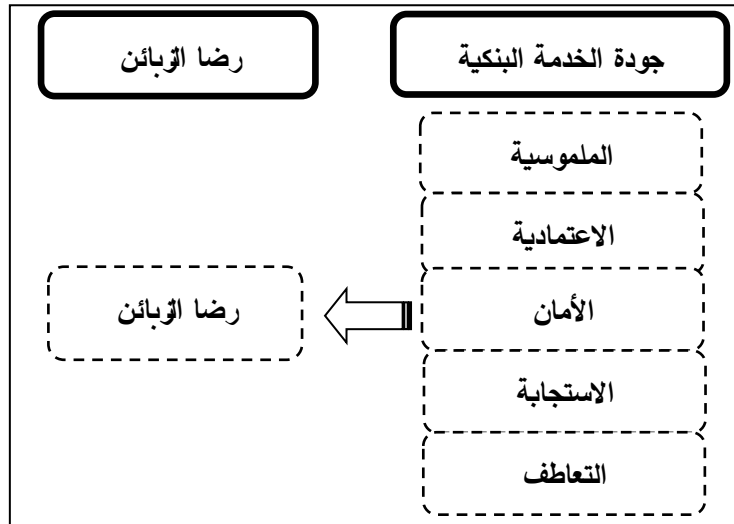 جودة الخدمة البنكية
رضا الزبائن
الملموسية
الاعتمادية
الأمان
رضا الزبائن
الاستجابة
التعاطف